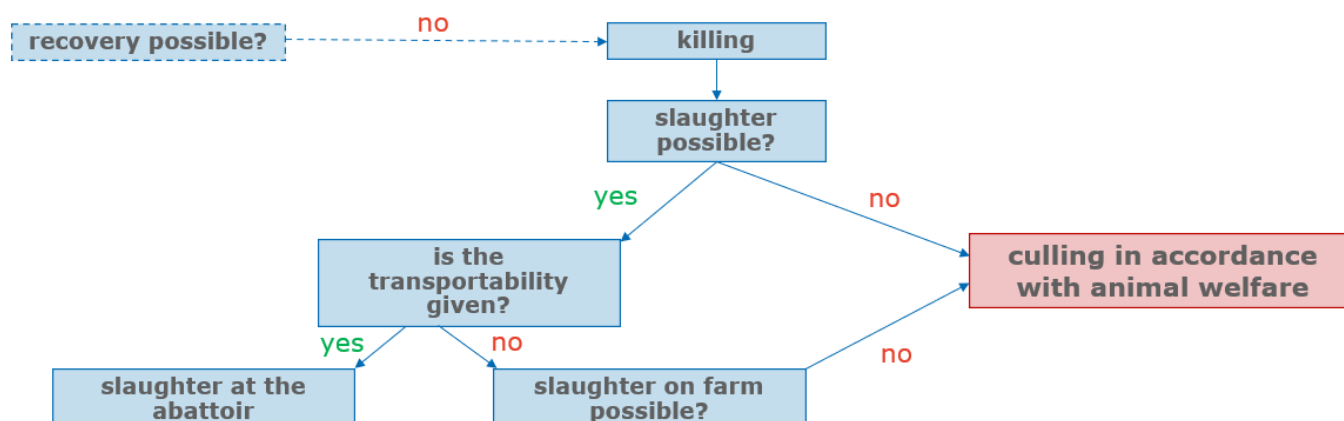 recovery possible?
no
killing
slaughter
possible?
yes
no
is the
transportability
given?
culling in accordance
with animal welfare
yes
no
no
slaughter at the
abattoir
slaughter on farm
possible?